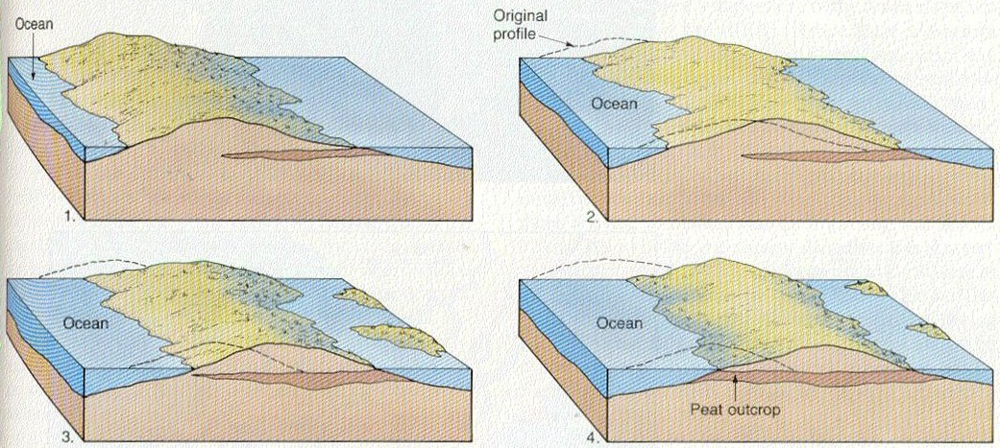 Ocean
1.
Original
profile
Ocean
2.
Ocean
3.
Ocean
Peat outcrop
4.